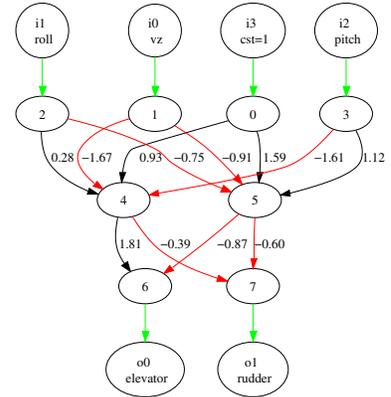 i1
roll
i0
vz
i3
cst=1
i2
pitch
2
1
0
3
0.28
−1.67
0.93
−0.75
−0.91
1.59
−1.61
1.12
4
5
1.81
−0.39
−0.87
−0.60
6
7
o0
elevator
o1
rudder